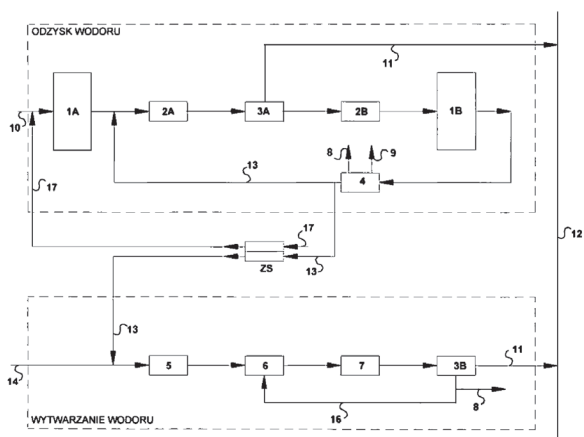 ODZYSK WODORU
11
1A
2A
3A
2B
1B
10
8
9
17
13
4
12
17
ZS
13
13
11
14
5
6
7
3B
16
8
WYTWARZANIE WODORU